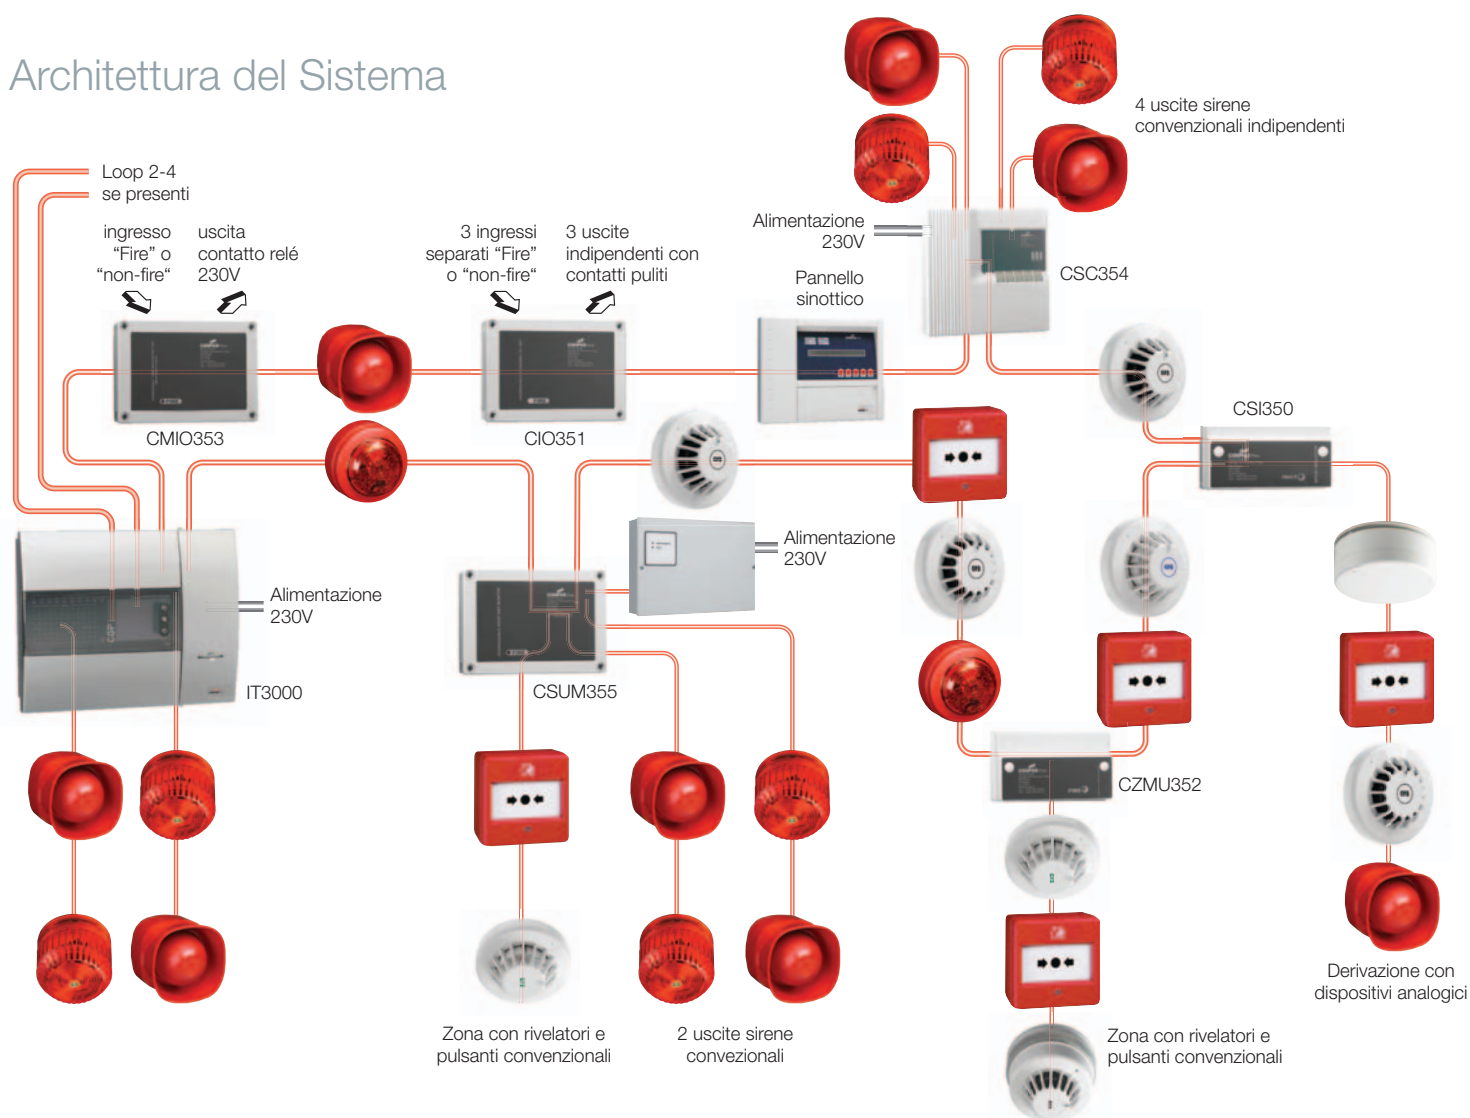 Architettura del Sistema
4 uscite sirene
convenzionali indipendenti
Loop 2-4
se presenti
ingresso
“Fire” o
“non-fire“
uscita
contatto relé
230V
3 ingressi
separati “Fire”
o “non-fire“
3 uscite
indipendenti con
contatti puliti
Alimentazione
230V
Pannello
sinottico
CSC354
CMIO353
CIO351
CSI350
Alimentazione
230V
Alimentazione
230V
IT3000
CSUM355
CZMU352
Derivazione con
dispositivi analogici
Zona con rivelatori e
pulsanti convenzionali
2 uscite sirene
convezionali
Zona con rivelatori e
pulsanti convenzionali